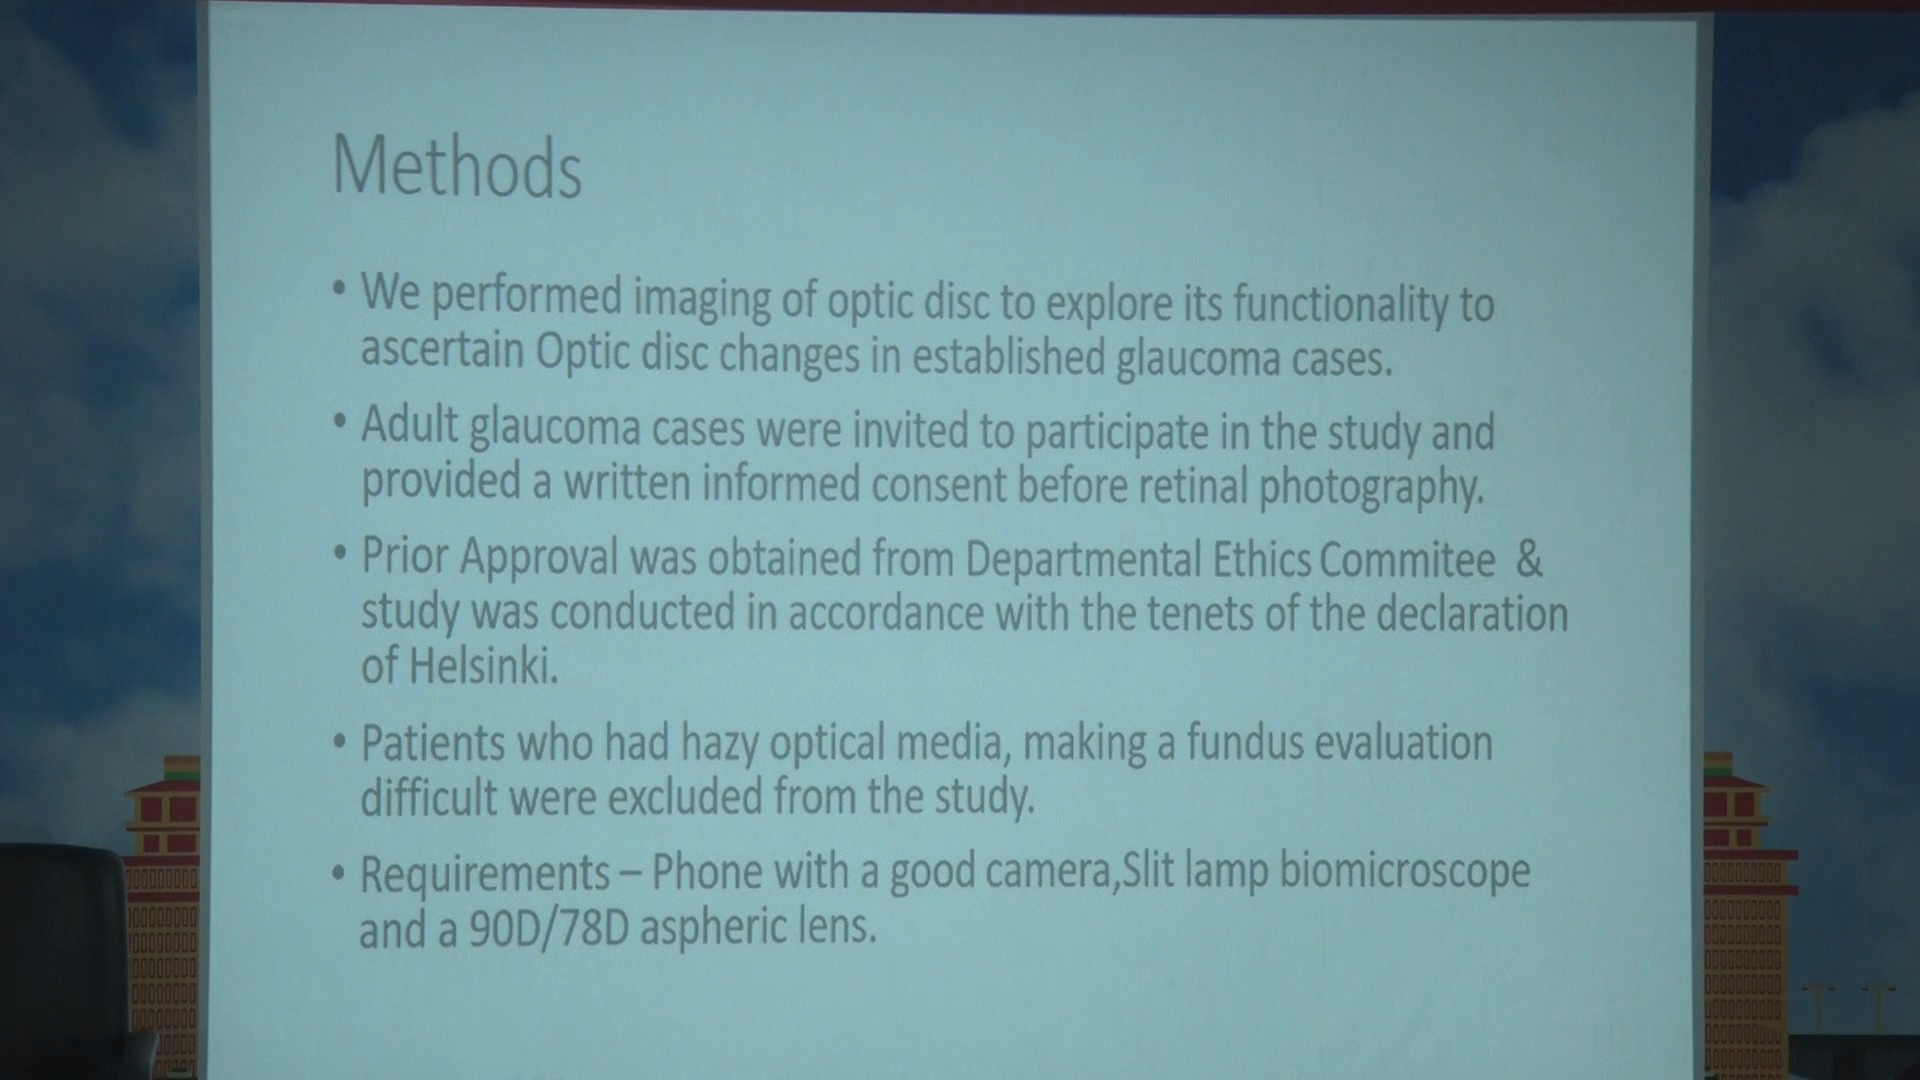 Methods
• We performed imaging of optic disc to explore its functionality to
ascertain Optic disc changes in established glaucoma cases.
• Adult glaucoma cases were invited to participate in the study and
provided a written informed consent before retinal photography.
• Prior Approval was obtained from Departmental Ethics Commitee &
study was conducted in accordance with the tenets of the declaration
of Helsinki.
• Patients who had hazy optical media, making a fundus evaluation
difficult were excluded from the study.
• Requirements – Phone with a good camera,Slit lamp biomicroscope
and a 90D/78D aspheric lens.